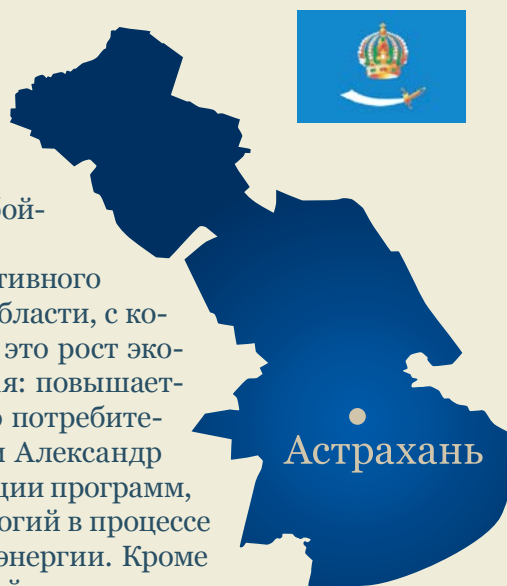 бой-
тивного
бласти, с ко-
это рост эко-
я: повышает-
потребите-
Александр
ции программ,
огий в процессе
энергии. Кроме
Астрахань